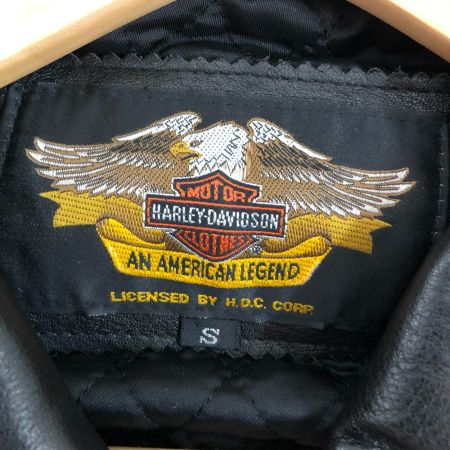 MOTOR
HARLEY-DAVIDSON
CLOTHES
®
AN AMERICAN LEGEND
LICENSED BY H.D.C. CORP.
S